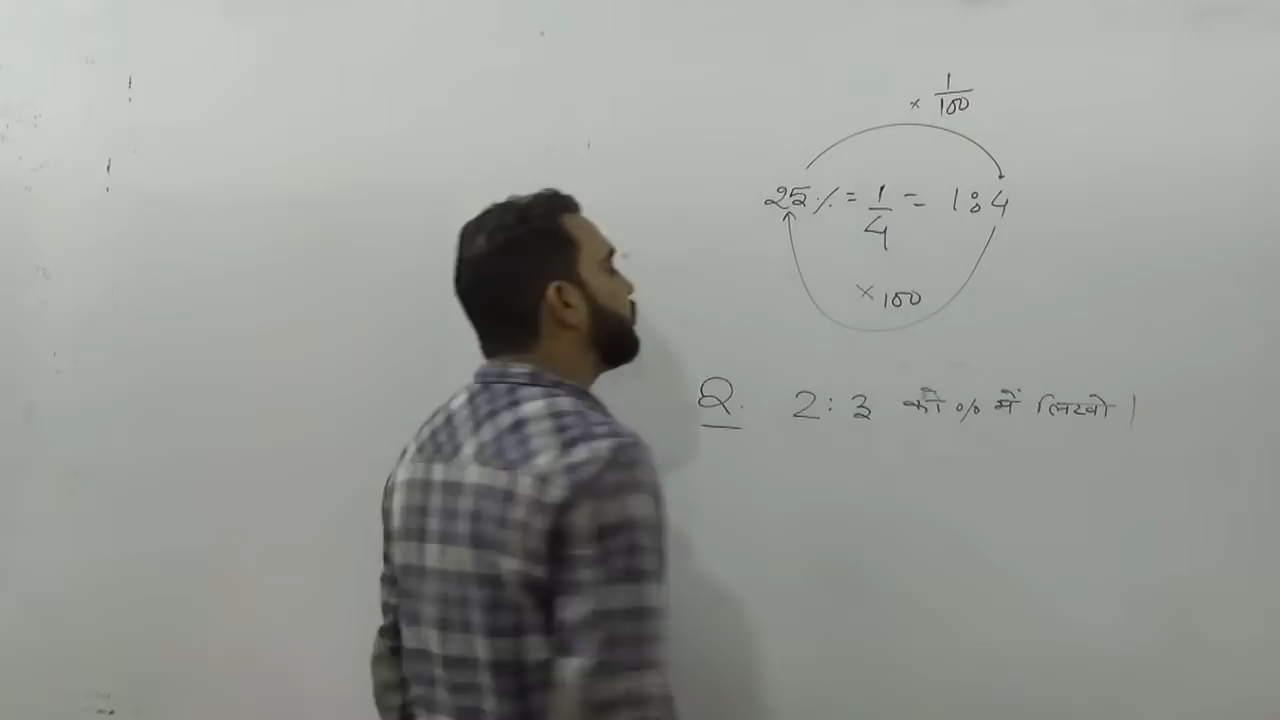 × 1/100
25% = 1/4 = 1:4
× 100
Q. 2:3 को % में लिखो।